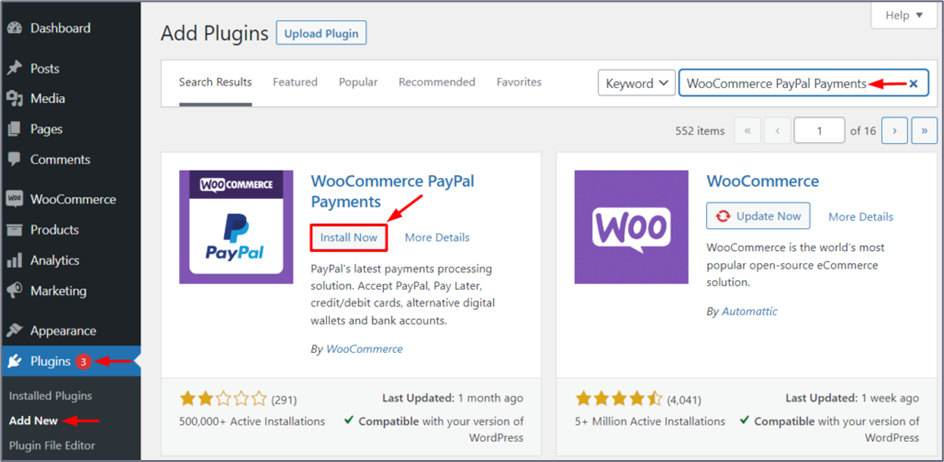 Dashboard
Posts
Media
Pages
Comments
WooCommerce
Products
Analytics
Marketing
Appearance
Plugins 3
Installed Plugins
Add New
Plugin File Editor
Help ▼
Add Plugins Upload Plugin
Search Results Featured Popular Recommended Favorites Keyword WooCommerce PayPal Payments ×
552 items « ‹ 1 of 16 › »
WOO COMMERCE
PayPal
WooCommerce PayPal
Payments
Install Now More Details
PayPal's latest payments processing
solution. Accept PayPal, Pay Later,
credit/debit cards, alternative digital
wallets and bank accounts.
By WooCommerce
(291)
500,000+ Active Installations
Last Updated: 1 month ago
Compatible with your version of
WordPress
WOO
WooCommerce
Update Now More Details
WooCommerce is the world's most
popular open-source eCommerce
solution.
By Automattic
(4,041)
5+ Million Active Installations
Last Updated: 1 week ago
Compatible with your version of
WordPress